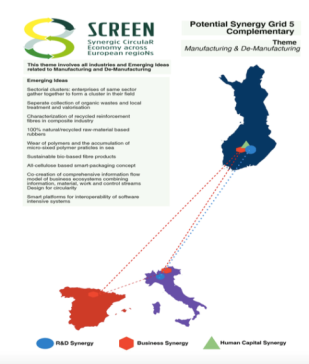 SCREEN
Synergic CirculaR
Economy across
European regioNs
Potential Synergy Grid 5
Complementary
Theme
Manufacturing & De-Manufacturing
This theme involves all industries and Emerging Ideas
related to Manufacturing and De-Manufacturing
Emerging Ideas
Sectorial clusters: enterprises of same sector
gather together to form a cluster in their field
Seperate collection of organic wastes and local
treatment and valorisation
Characterization of recycled reinforcement
fibres in composite industry
100% natural/recycled nex-material based
rubbers
Wear of polymers and the accumulation of
micro-sized polymer praticles in sea
Sustainable bio-based fibre products
All cellulose based smart-packaging concept
Co-creation of comprehensive information flow
model of business ecosystems combining
information, material, work and control streams
Design for circularity
Smart platforms for interoperability of software
intensive systems
R&D Synergy
Business Synergy
Human Capital Synergy